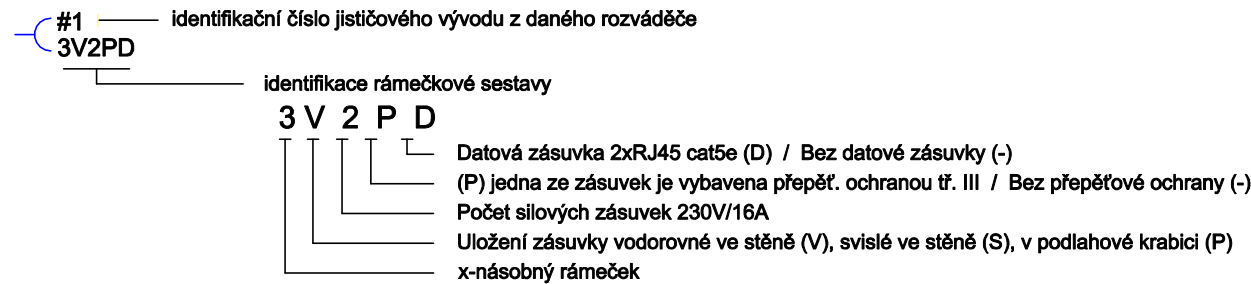 #1 identifikační číslo jističového vývodu z daného rozváděče
3V2PD
identifikace rámečkové sestavy
3 V 2 P D
Datová zásuvka 2xRJ45 cat5e (D) / Bez datové zásuvky (-)
(P) jedna ze zásuvek je vybavena přepěť. ochranou tř. III / Bez přepěťové ochrany (-)
Počet silových zásuvek 230V/16A
Uložení zásuvky vodorovné ve stěně (V), svislé ve stěně (S), v podlahové krabici (P)
x-násobný rámeček